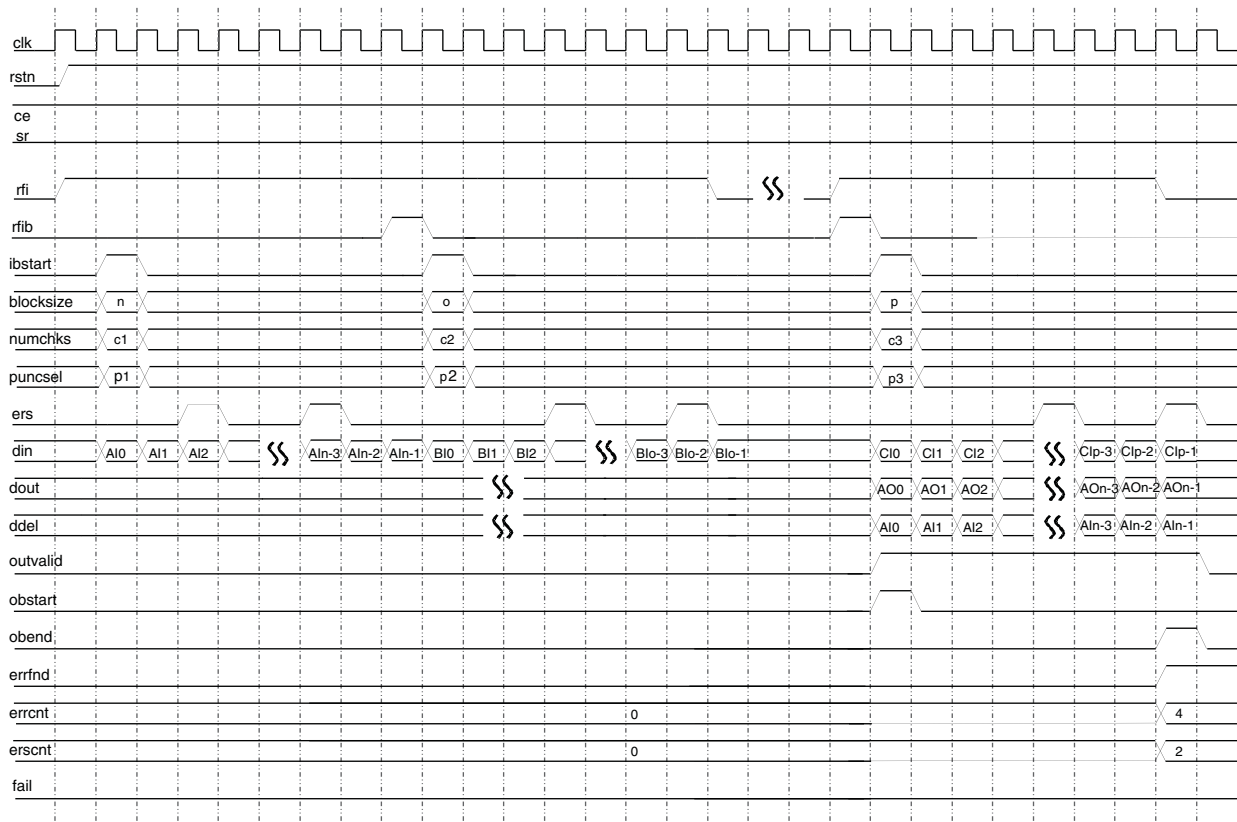 clk
rstn
ce
sr
rfi
rfib
ibstart
blocksize n o p
numchks c1 c2 c3
puncsel p1 p2 p3
ers
din AI0 AI1 AI2 AIn-3 AIn-2 AIn-1 BI0 BI1 BI2 BIo-3 BIo-2 BIo-1 CI0 CI1 CI2 CIp-3 CIp-2 CIp-1
dout AO0 AO1 AO2 AOn-3 AOn-2 AOn-1
ddel AI0 AI1 AI2 AIn-3 AIn-2 AIn-1
outvalid
obstart
obend
errfnd
errcnt 0 4
erscnt 0 2
fail